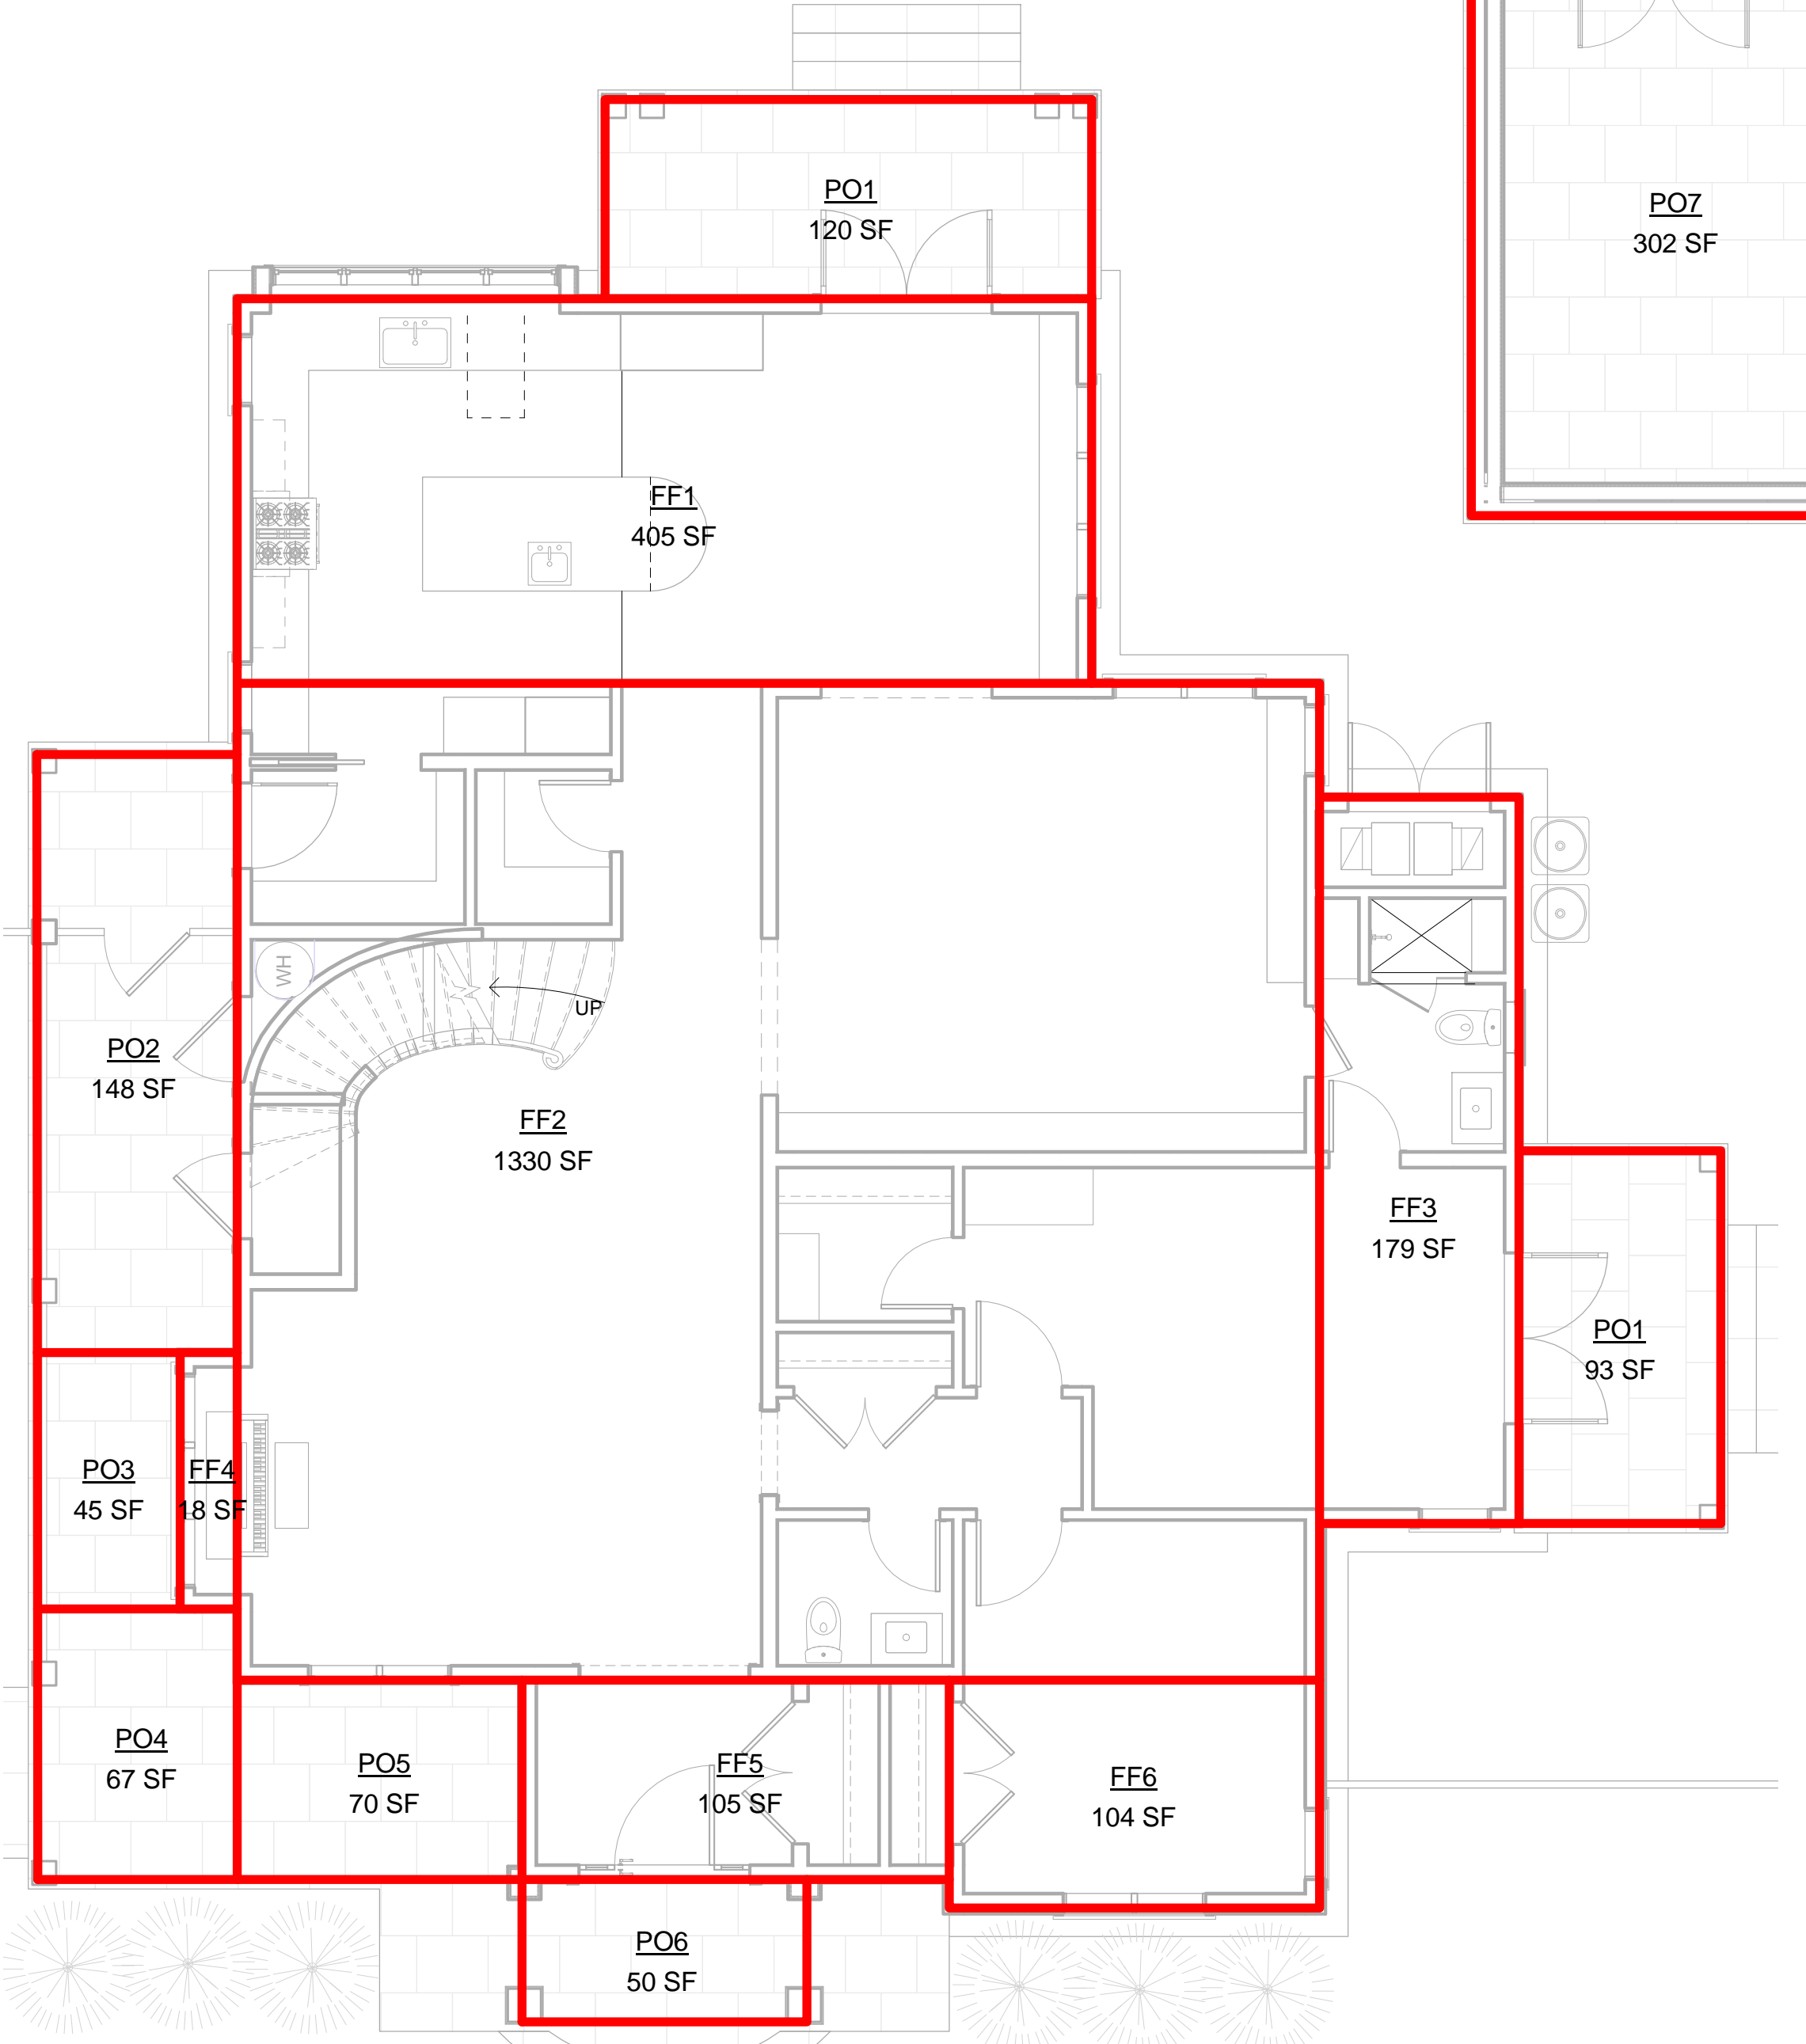 PO1
120 SF
PO7
302 SF
FF1
405 SF
WH
UP
PO2
148 SF
FF2
1330 SF
FF3
179 SF
PO1
93 SF
PO3
45 SF
FF4
18 SF
PO4
67 SF
PO5
70 SF
FF5
105 SF
FF6
104 SF
PO6
50 SF